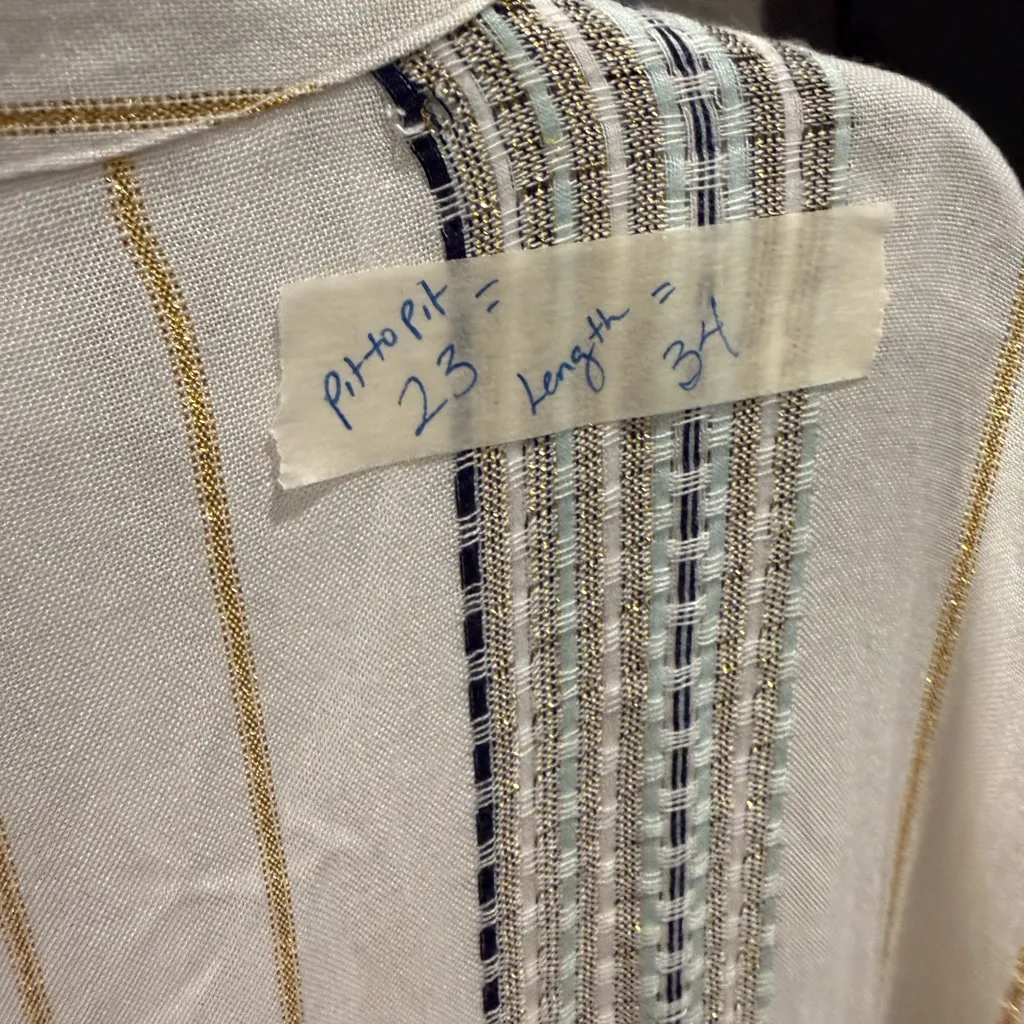 Pit to Pit = Length =
23 34